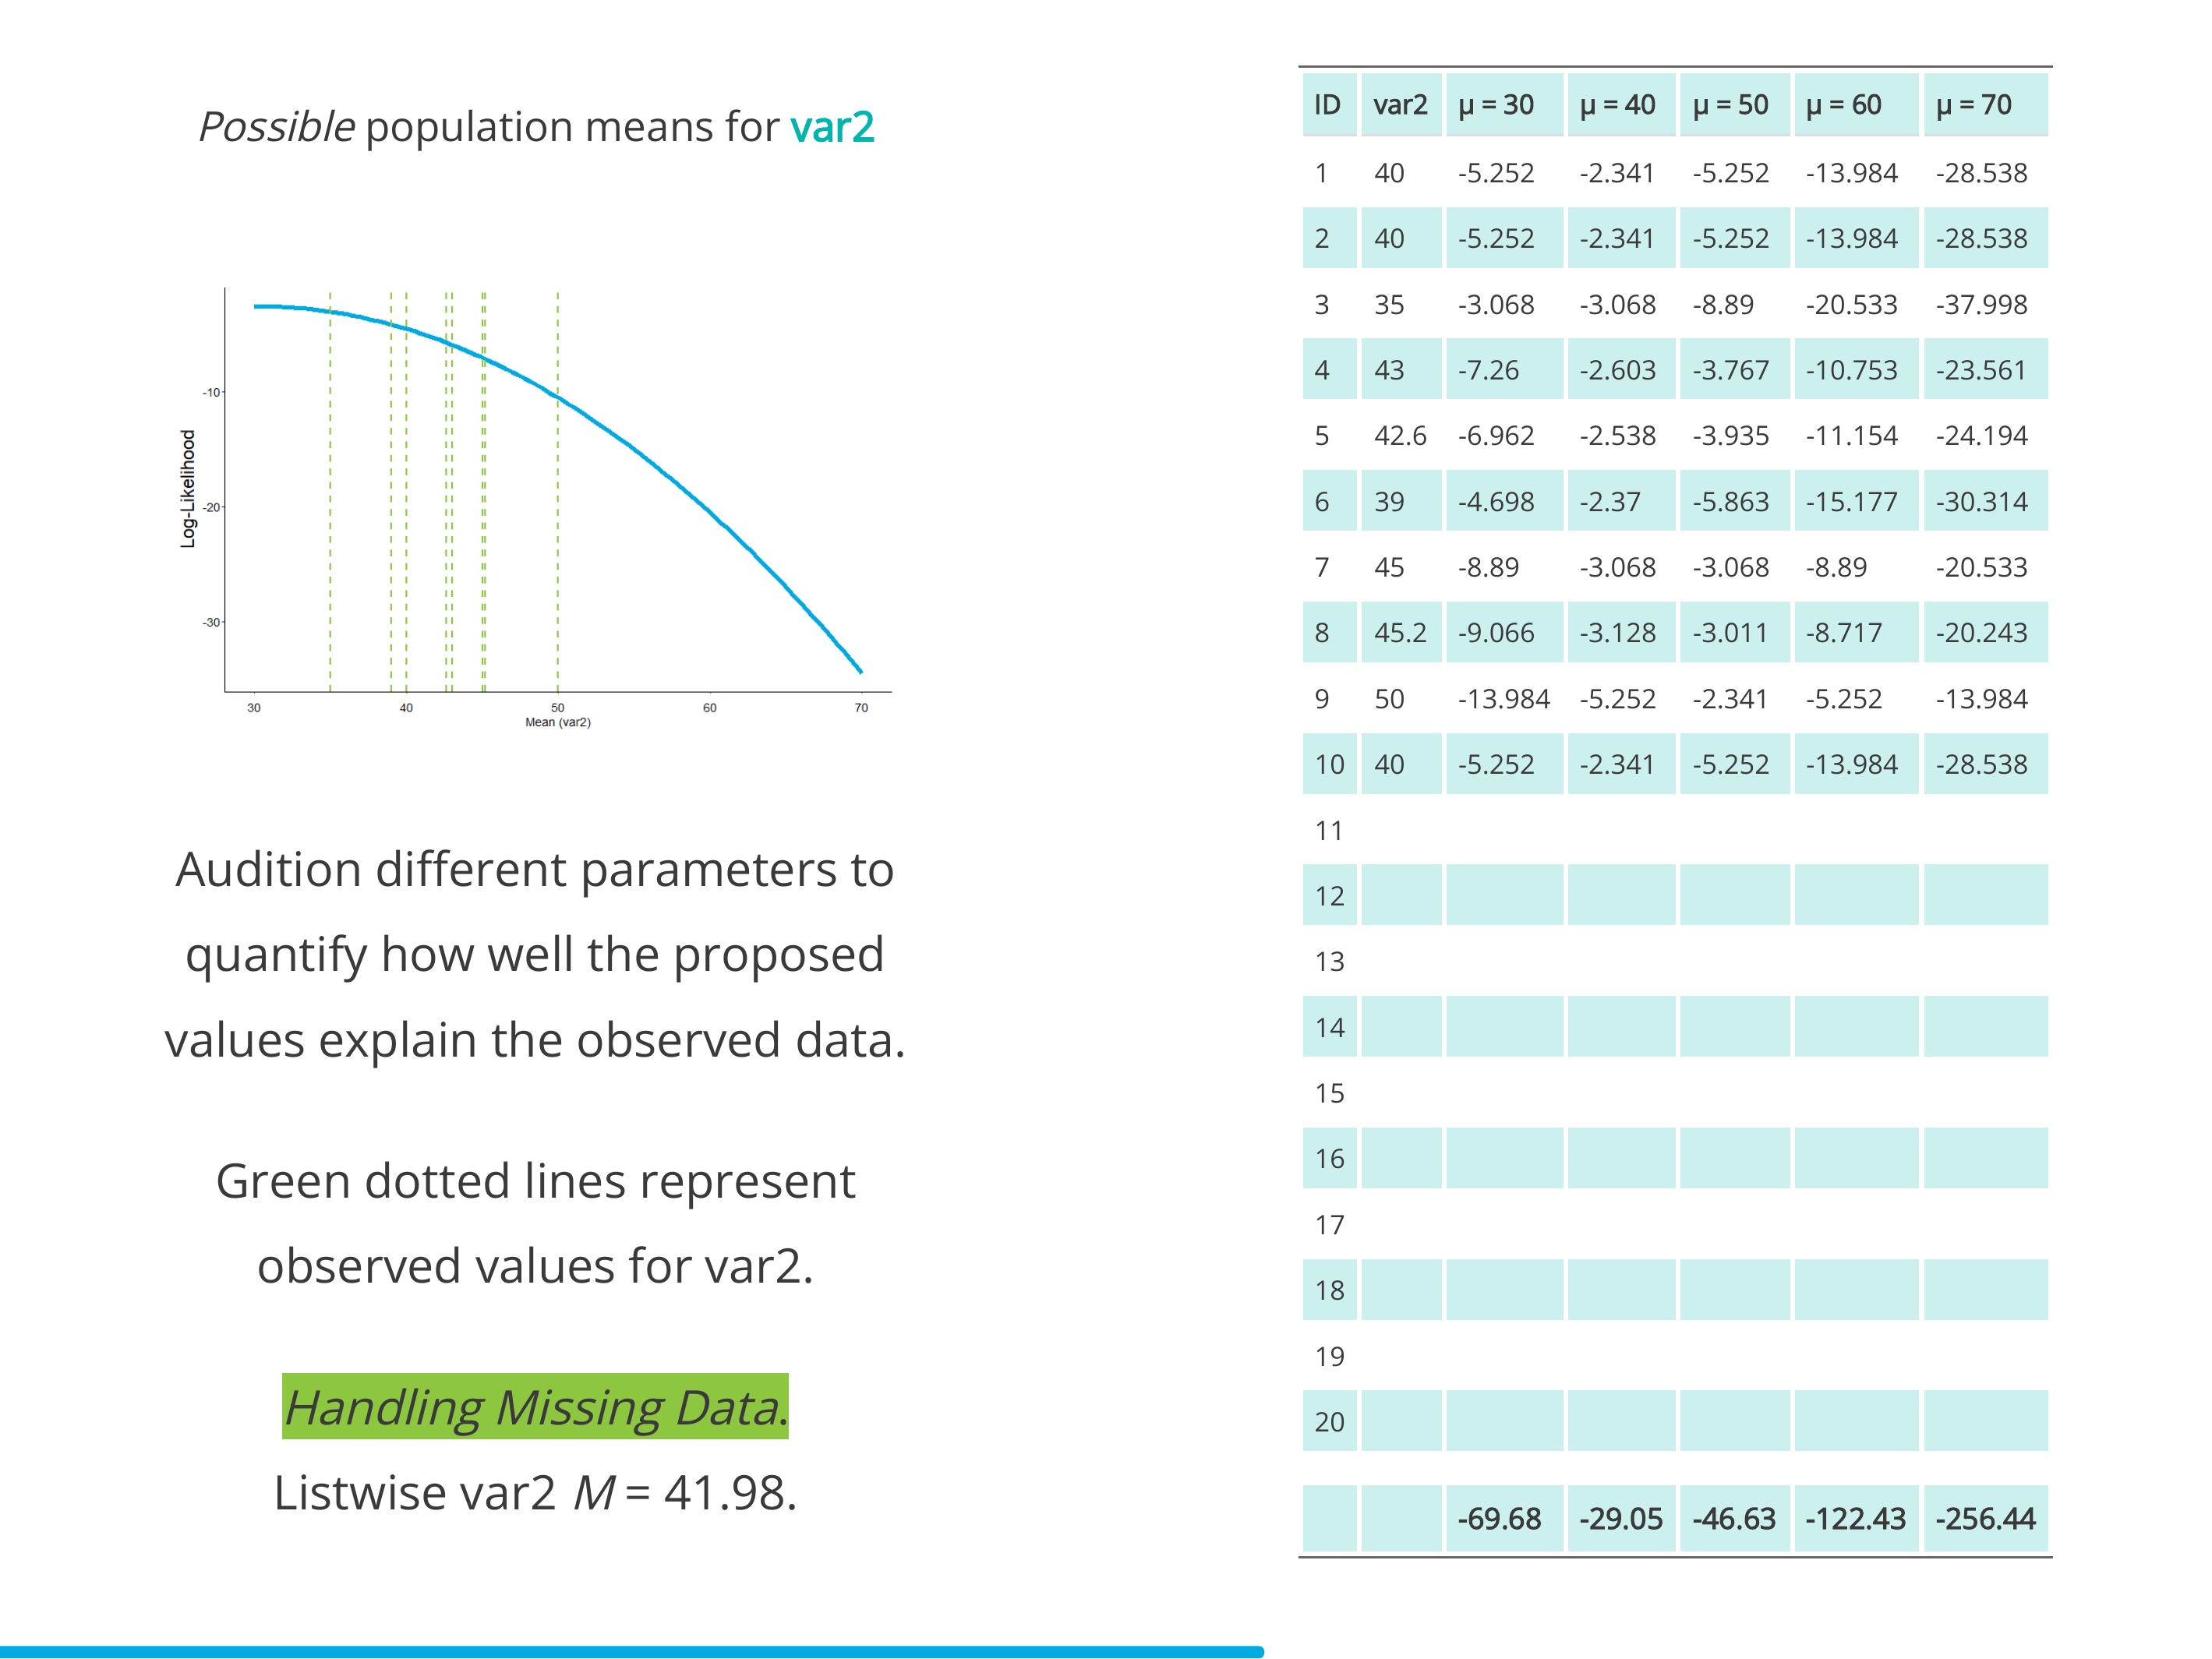 Possible population means for var2
Log-Likelihood
-10
-20
-30
30 40 50 60 70
Mean (var2)
Audition different parameters to
quantify how well the proposed
values explain the observed data.
Green dotted lines represent
observed values for var2.
Handling Missing Data.
Listwise var2 M = 41.98.
ID var2 μ = 30 μ = 40 μ = 50 μ = 60 μ = 70
1 40 -5.252 -2.341 -5.252 -13.984 -28.538
2 40 -5.252 -2.341 -5.252 -13.984 -28.538
3 35 -3.068 -3.068 -8.89 -20.533 -37.998
4 43 -7.26 -2.603 -3.767 -10.753 -23.561
5 42.6 -6.962 -2.538 -3.935 -11.154 -24.194
6 39 -4.698 -2.37 -5.863 -15.177 -30.314
7 45 -8.89 -3.068 -3.068 -8.89 -20.533
8 45.2 -9.066 -3.128 -3.011 -8.717 -20.243
9 50 -13.984 -5.252 -2.341 -5.252 -13.984
10 40 -5.252 -2.341 -5.252 -13.984 -28.538
11
12
13
14
15
16
17
18
19
20
-69.68 -29.05 -46.63 -122.43 -256.44